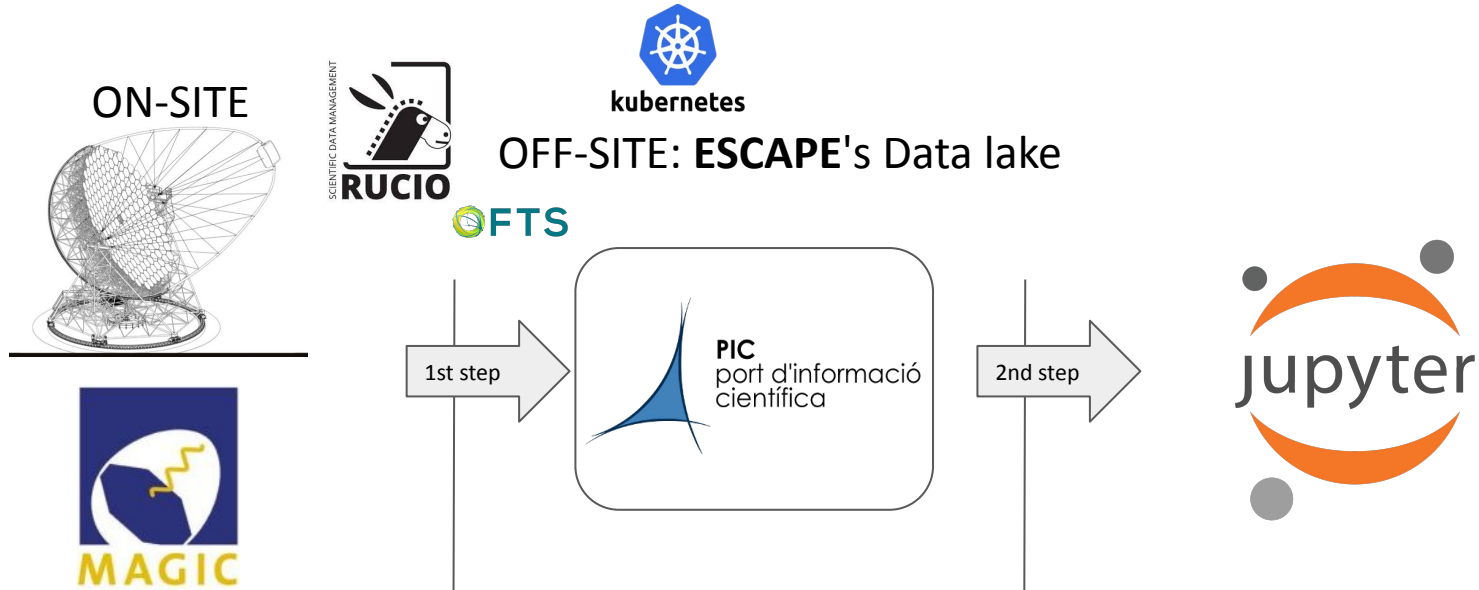 ON-SITE
SCIENTIFIC DATA MANAGEMENT
RUCIO
kubernetes
OFF-SITE: ESCAPE's Data lake
FTS
1st step
PIC
port d'informació
científica
2nd step
jupyter
MAGIC